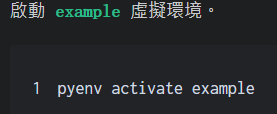 啟動 example 虛擬環境。
1 pyenv activate example